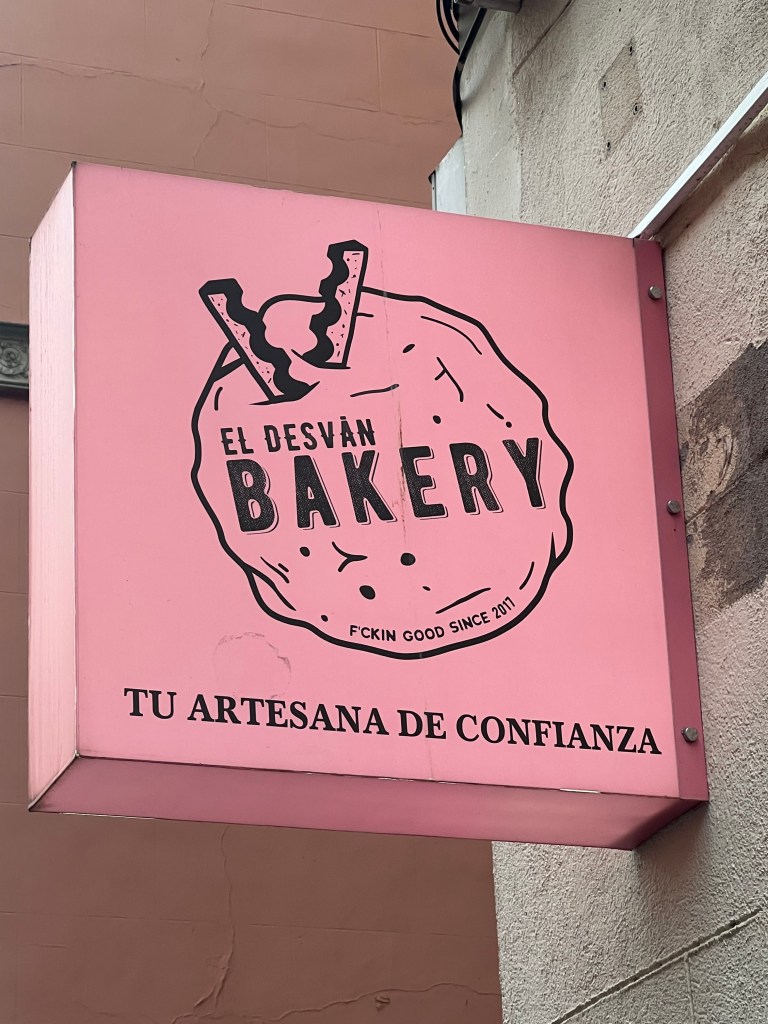 EL DESVÁN
BAKERY
F'CKIN GOOD SINCE 2017
TU ARTESANA DE CONFIANZA